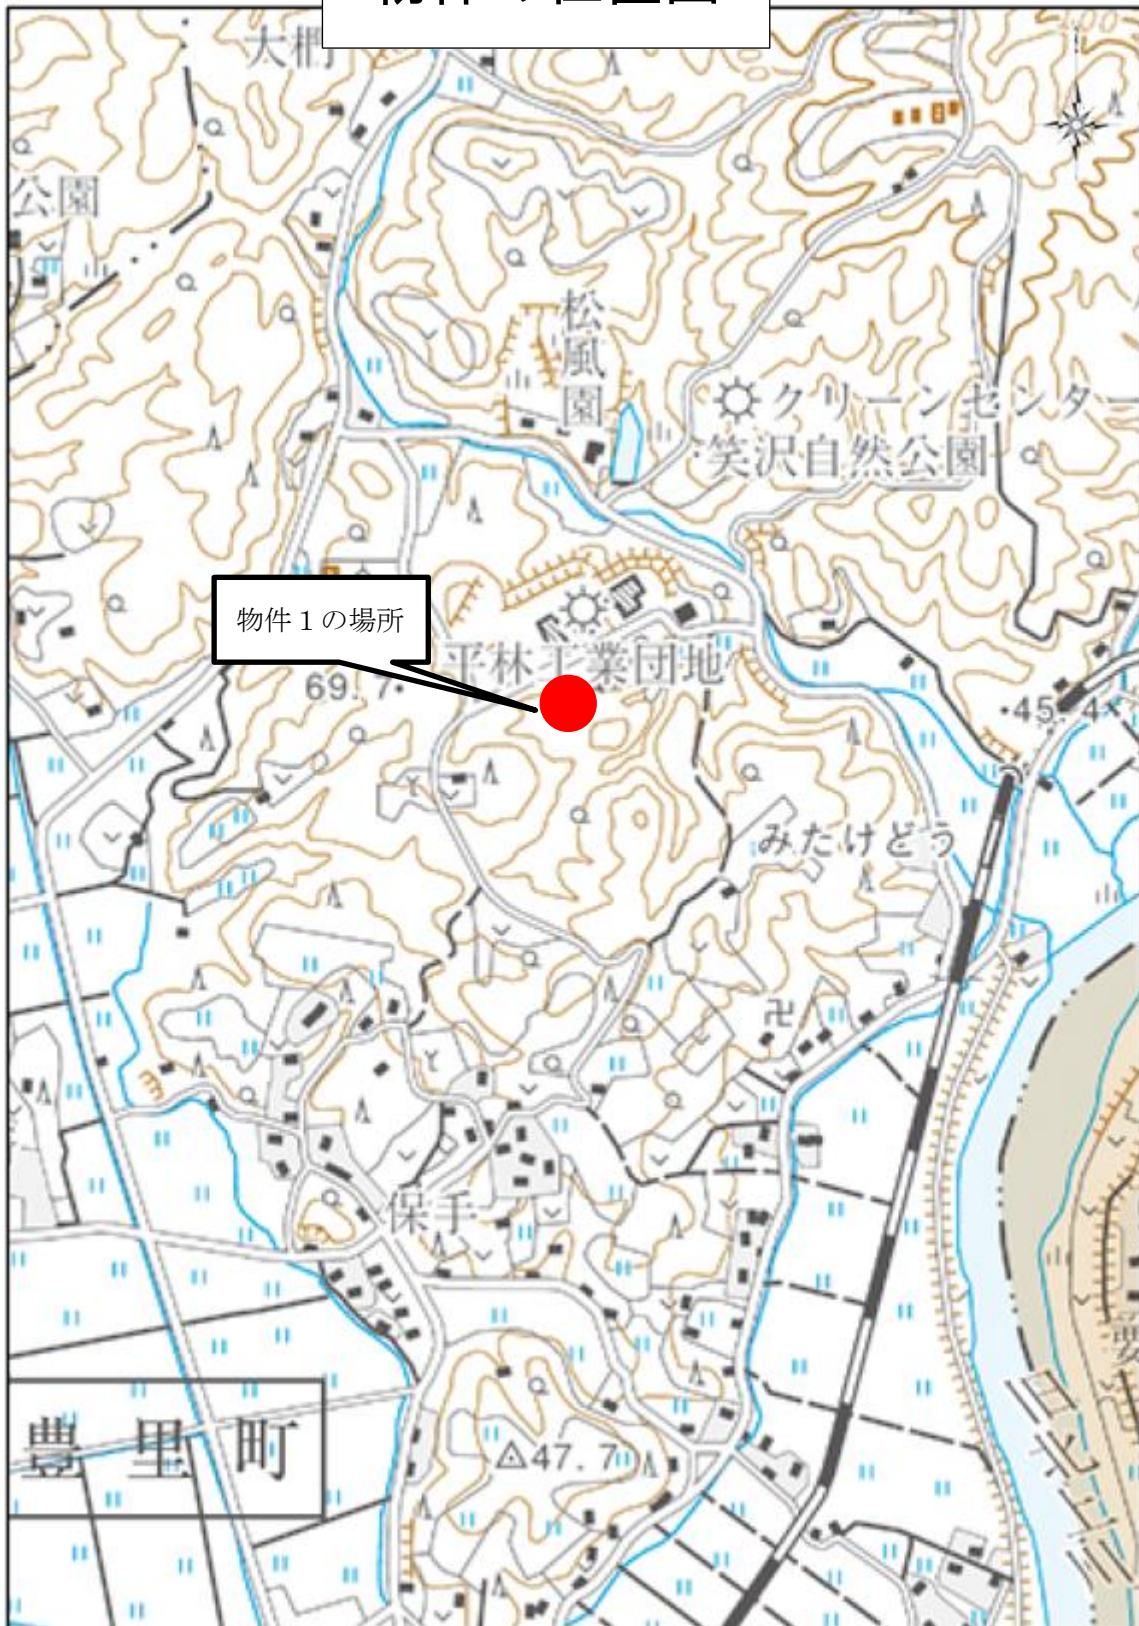 大椚
公園
松風園
クリーンセンター
笑沢自然公園
物件１の場所
平林工業団地
69.7
45.4
みたけどう
保手
豊里町
47.7